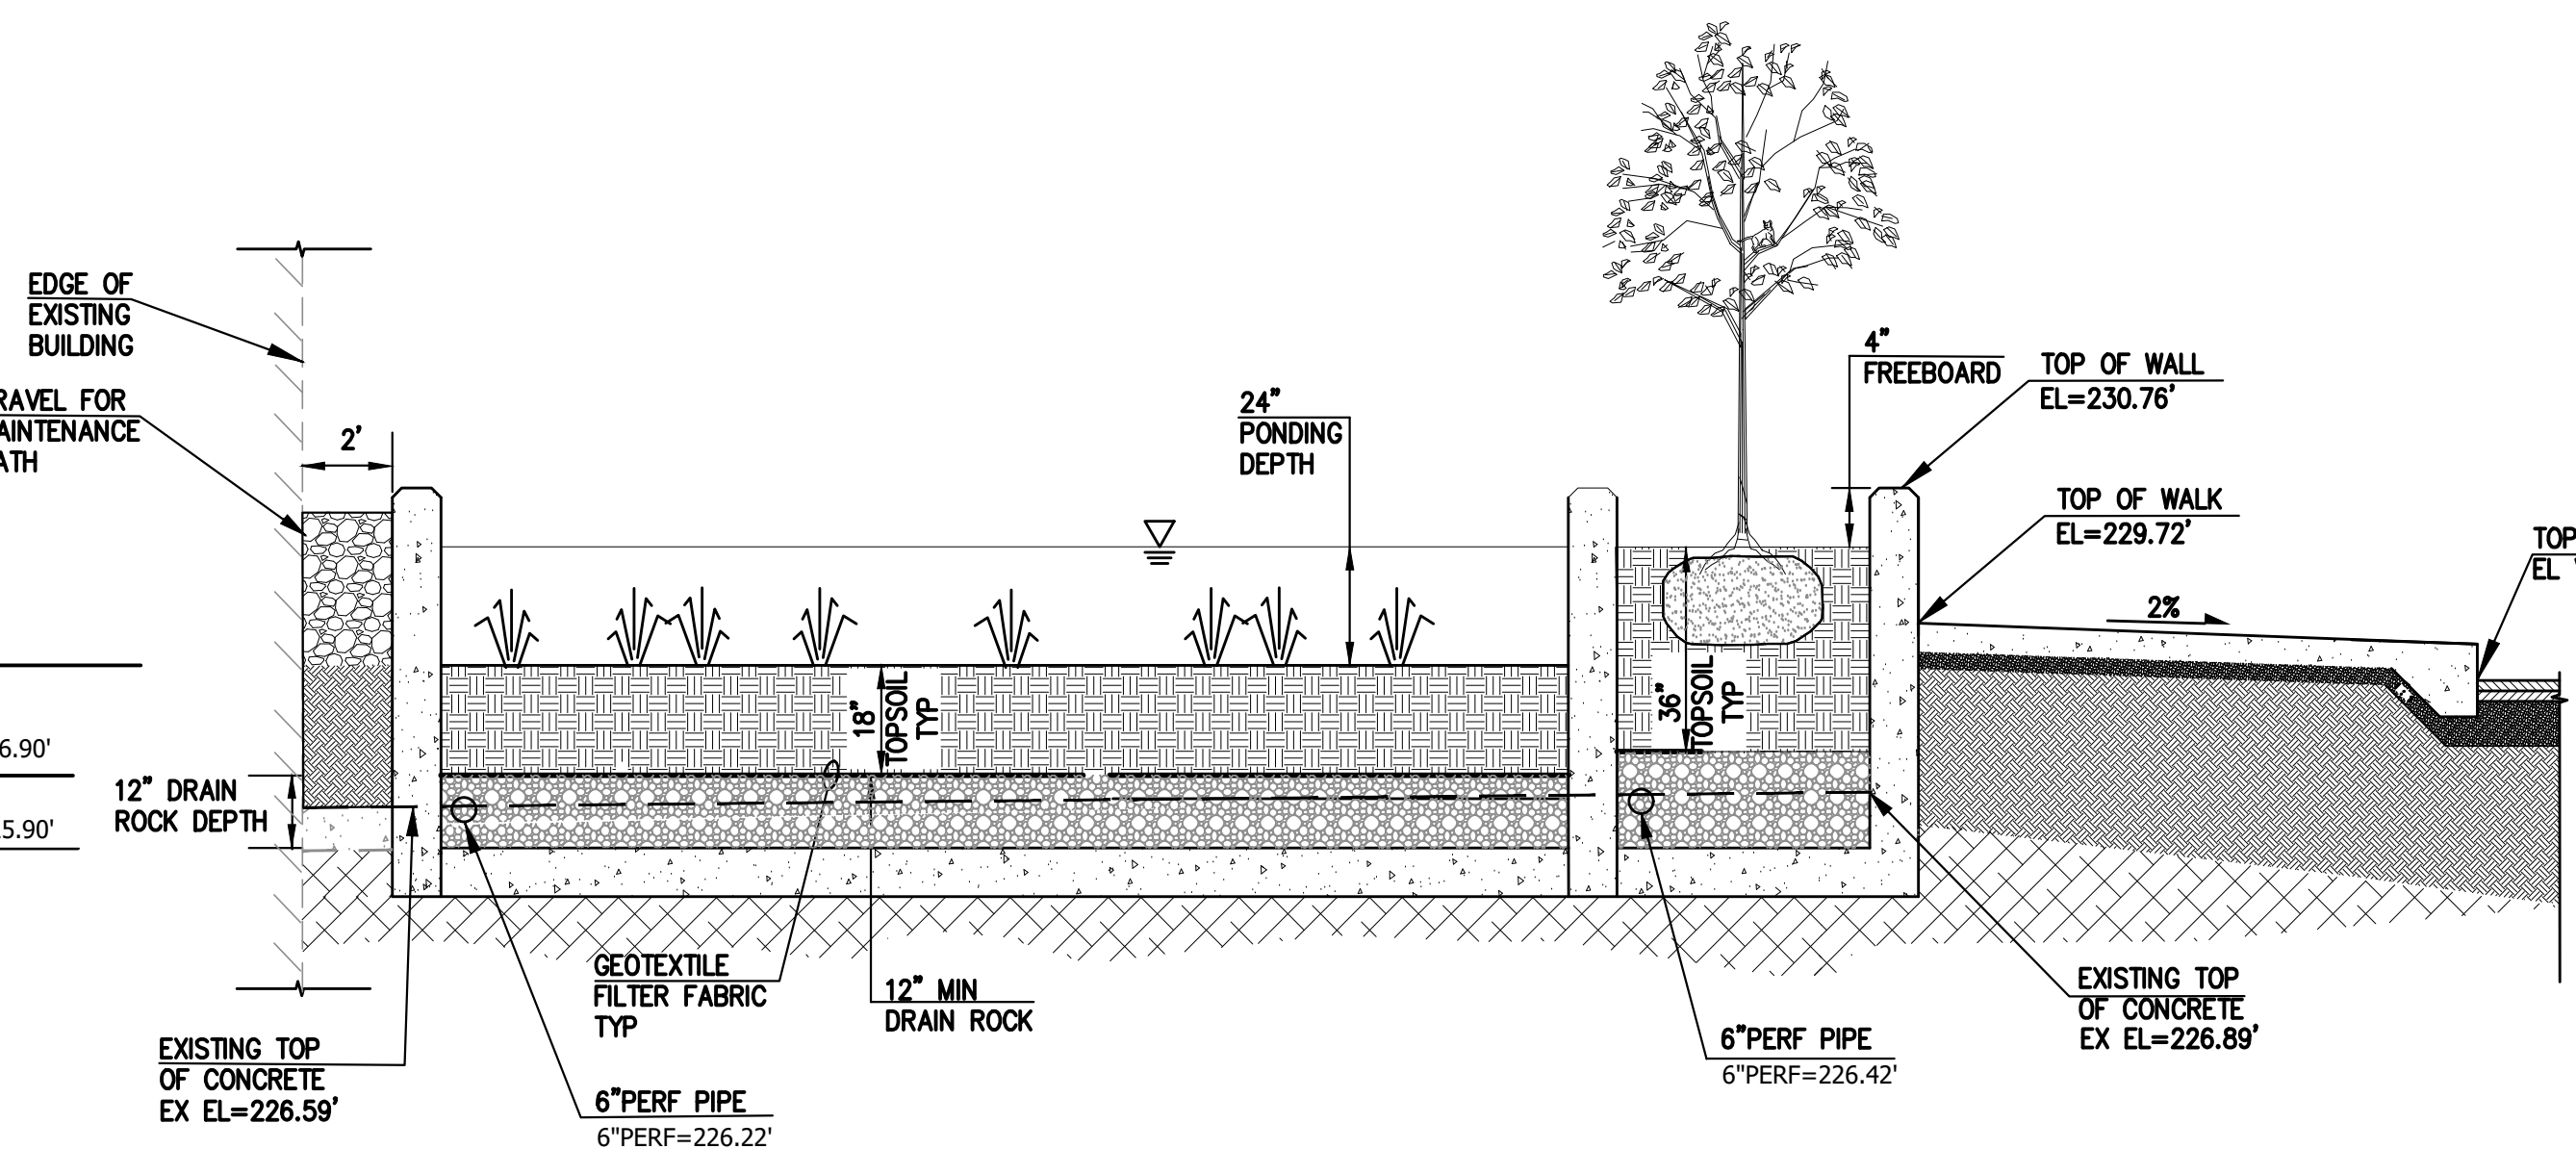 EDGE OF
EXISTING
BUILDING
RAVEL FOR
AINTENANCE
ATH
2'
24"
PONDING
DEPTH
4"
FREEBOARD
TOP OF WALL
EL=230.76'
TOP OF WALK
EL=229.72'
TOP
EL
2%
18"
TOPSOIL
TYP
36"
TOPSOIL
TYP
6.90'
12" DRAIN
ROCK DEPTH
5.90'
GEOTEXTILE
FILTER FABRIC
TYP
12" MIN
DRAIN ROCK
EXISTING TOP
OF CONCRETE
EX EL=226.89'
EXISTING TOP
OF CONCRETE
EX EL=226.59'
6"PERF PIPE
6"PERF=226.42'
6"PERF PIPE
6"PERF=226.22'